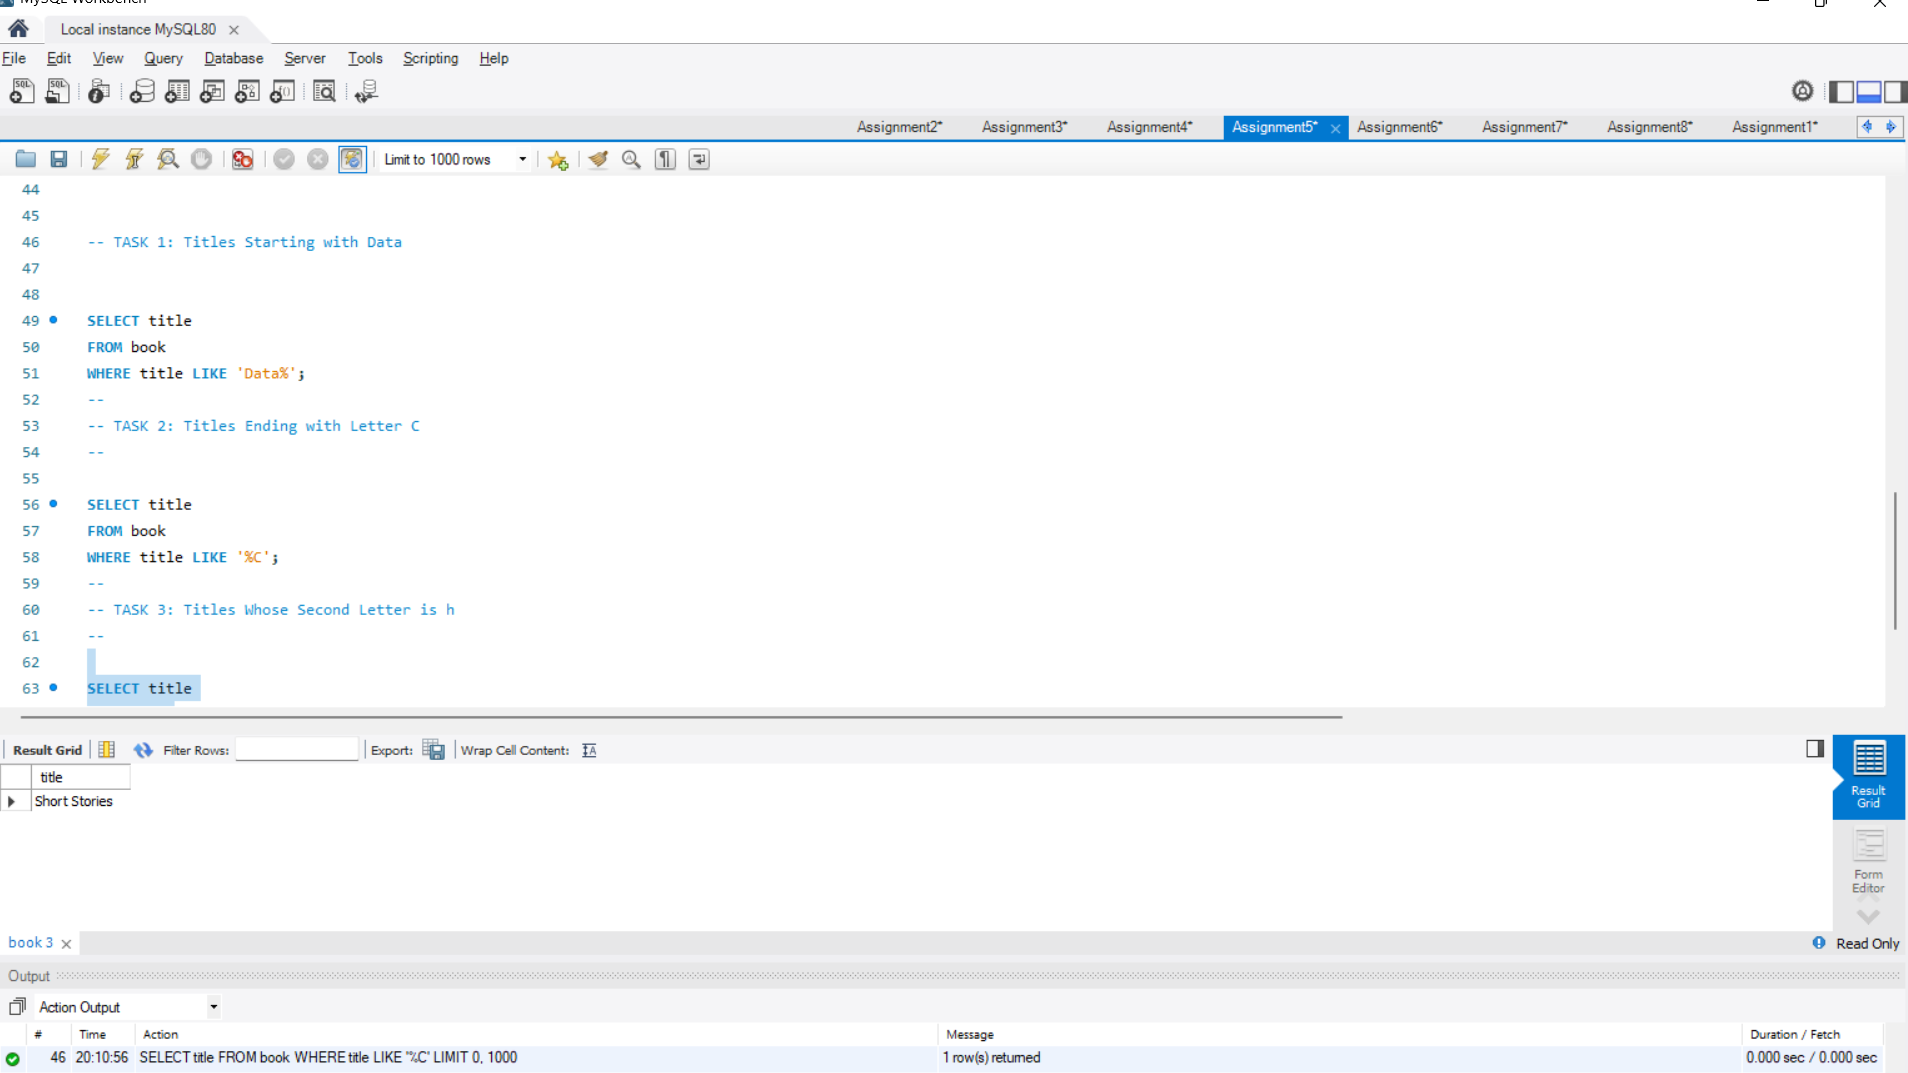 MySQL Workbench
Local instance MySQL80
File Edit View Query Database Server Tools Scripting Help
Assignment2* Assignment3* Assignment4* Assignment5* Assignment6* Assignment7* Assignment8* Assignment1*
Limit to 1000 rows
44
45
46 -- TASK 1: Titles Starting with Data
47
48
49 SELECT title
50 FROM book
51 WHERE title LIKE 'Data%';
52 --
53 -- TASK 2: Titles Ending with Letter C
54 --
55
56 SELECT title
57 FROM book
58 WHERE title LIKE '%C';
59 --
60 -- TASK 3: Titles Whose Second Letter is h
61 --
62
63 SELECT title
Result Grid Filter Rows: Export: Wrap Cell Content:
title
Short Stories
Result
Grid
Form
Editor
book 3
Read Only
Output
Action Output
# Time Action Message Duration / Fetch
46 20:10:56 SELECT title FROM book WHERE title LIKE '%C' LIMIT 0, 1000 1 row(s) returned 0.000 sec / 0.000 sec